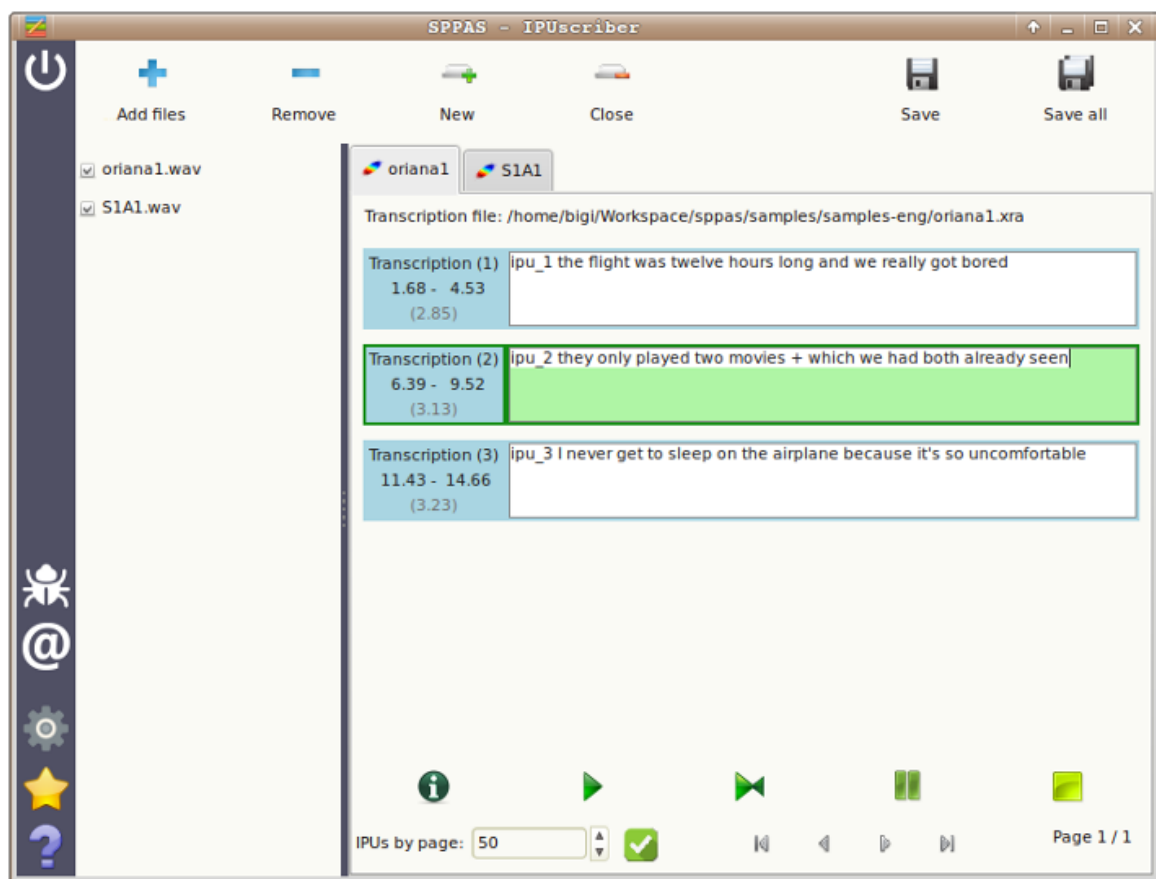 SPPAS - IPUscriber
Add files
Remove
New
Close
Save
Save all
oriana1.wav
S1A1.wav
oriana1
S1A1
Transcription file: /home/bigi/Workspace/sppas/samples/samples-eng/oriana1.xra
Transcription (1)
1.68 - 4.53
(2.85)
ipu_1 the flight was twelve hours long and we really got bored
Transcription (2)
6.39 - 9.52
(3.13)
ipu_2 they only played two movies + which we had both already seen
Transcription (3)
11.43 - 14.66
(3.23)
ipu_3 I never get to sleep on the airplane because it's so uncomfortable
IPUs by page: 50
Page 1 / 1